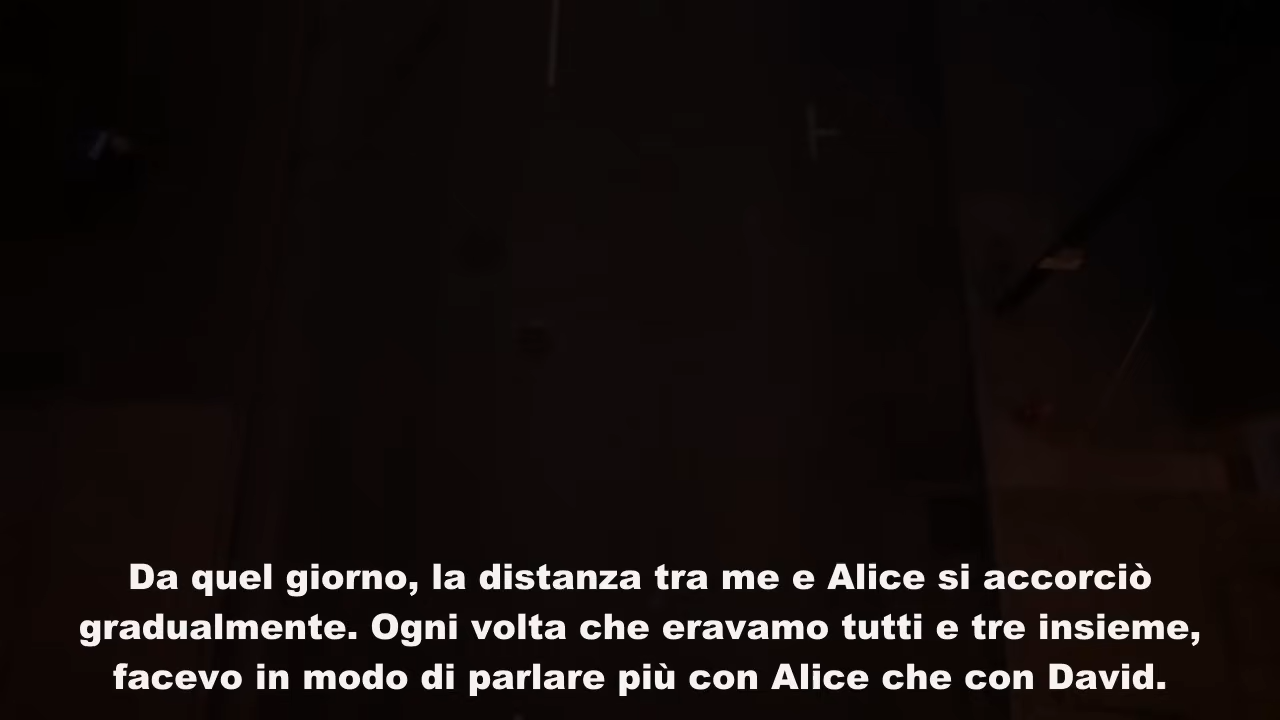 Da quel giorno, la distanza tra me e Alice si accorciò
gradualmente. Ogni volta che eravamo tutti e tre insieme,
facevo in modo di parlare più con Alice che con David.